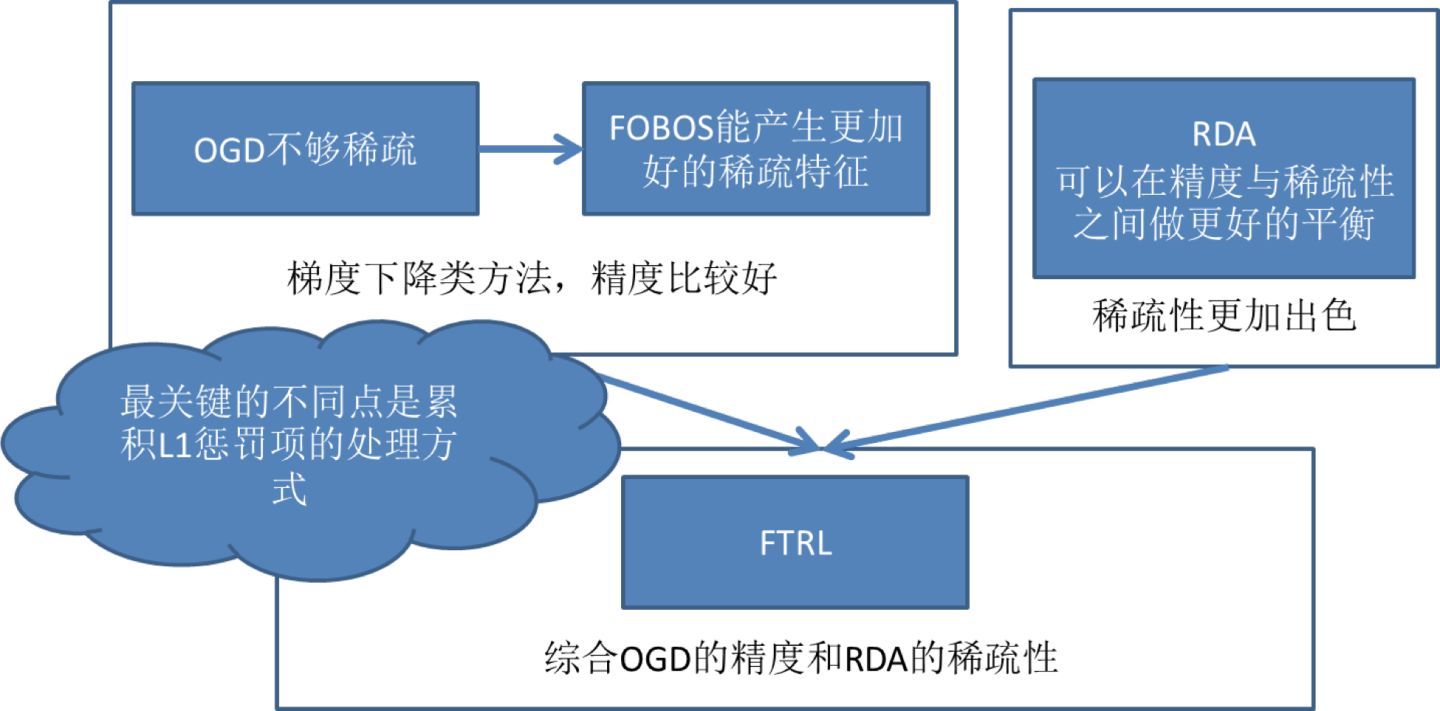 OGD不够稀疏
FOBOS能产生更加
好的稀疏特征
梯度下降类方法，精度比较好
RDA
可以在精度与稀疏性
之间做更好的平衡
稀疏性更加出色
最关键的不同点是累
积L1惩罚项的处理方
式
FTRL
综合OGD的精度和RDA的稀疏性